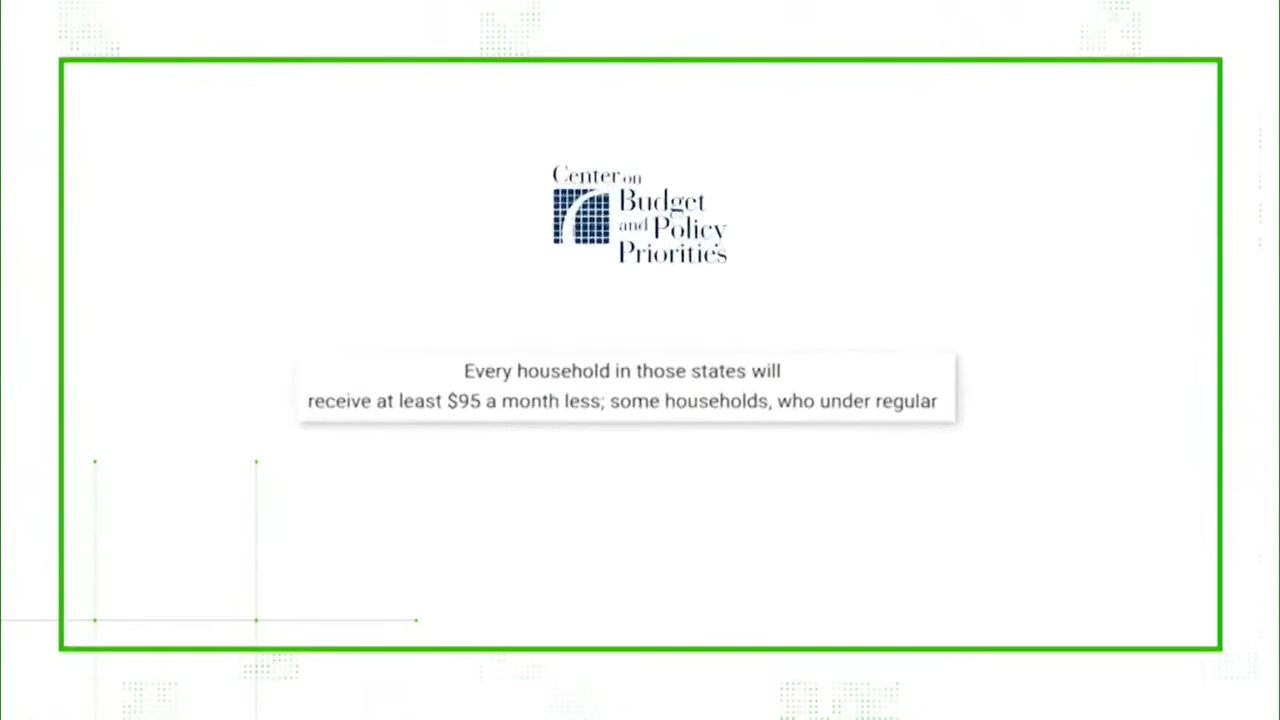 Center on
Budget
and Policy
Priorities
Every household in those states will
receive at least $95 a month less; some households, who under regular